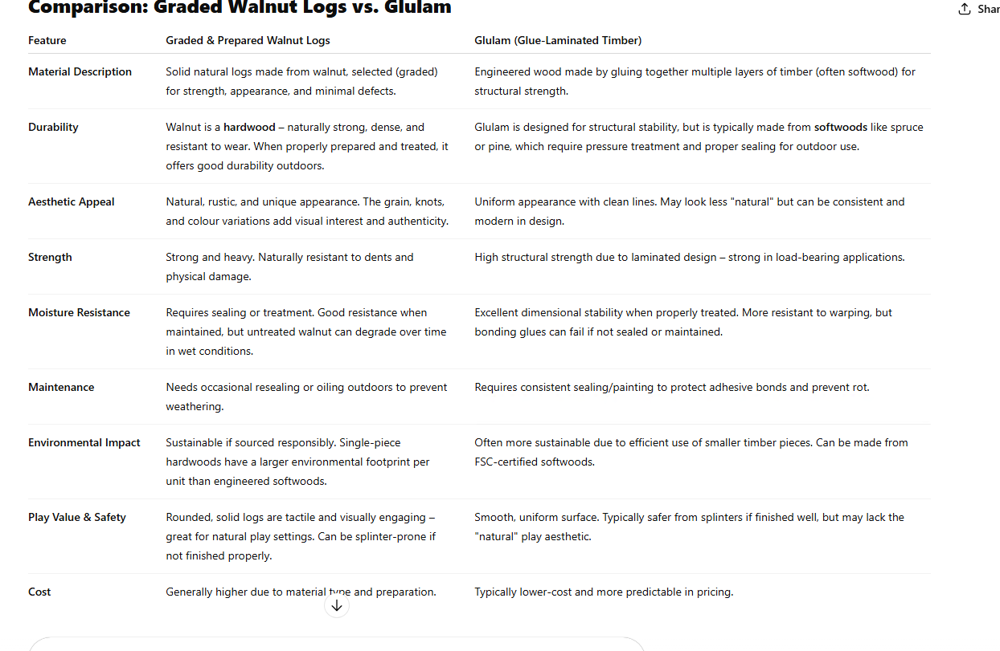 Comparison: Graded Walnut Logs vs. Glulam
Shar
Feature
Graded & Prepared Walnut Logs
Glulam (Glue-Laminated Timber)
Material Description
Solid natural logs made from walnut, selected (graded)
for strength, appearance, and minimal defects.
Engineered wood made by gluing together multiple layers of timber (often softwood) for
structural strength.
Durability
Walnut is a hardwood – naturally strong, dense, and
resistant to wear. When properly prepared and treated, it
offers good durability outdoors.
Glulam is designed for structural stability, but is typically made from softwoods like spruce
or pine, which require pressure treatment and proper sealing for outdoor use.
Aesthetic Appeal
Natural, rustic, and unique appearance. The grain, knots,
and colour variations add visual interest and authenticity.
Uniform appearance with clean lines. May look less "natural" but can be consistent and
modern in design.
Strength
Strong and heavy. Naturally resistant to dents and
physical damage.
High structural strength due to laminated design – strong in load-bearing applications.
Moisture Resistance
Requires sealing or treatment. Good resistance when
maintained, but untreated walnut can degrade over time
in wet conditions.
Excellent dimensional stability when properly treated. More resistant to warping, but
bonding glues can fail if not sealed or maintained.
Maintenance
Needs occasional resealing or oiling outdoors to prevent
weathering.
Requires consistent sealing/painting to protect adhesive bonds and prevent rot.
Environmental Impact
Sustainable if sourced responsibly. Single-piece
hardwoods have a larger environmental footprint per
unit than engineered softwoods.
Often more sustainable due to efficient use of smaller timber pieces. Can be made from
FSC-certified softwoods.
Play Value & Safety
Rounded, solid logs are tactile and visually engaging –
great for natural play settings. Can be splinter-prone if
not finished properly.
Smooth, uniform surface. Typically safer from splinters if finished well, but may lack the
"natural" play aesthetic.
Cost
Generally higher due to material type and preparation.
Typically lower-cost and more predictable in pricing.